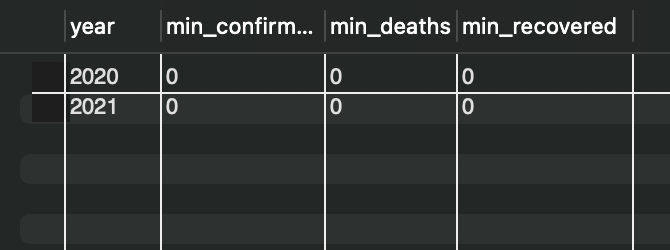 year min_confirm... min_deaths min_recovered
2020 0 0 0
2021 0 0 0